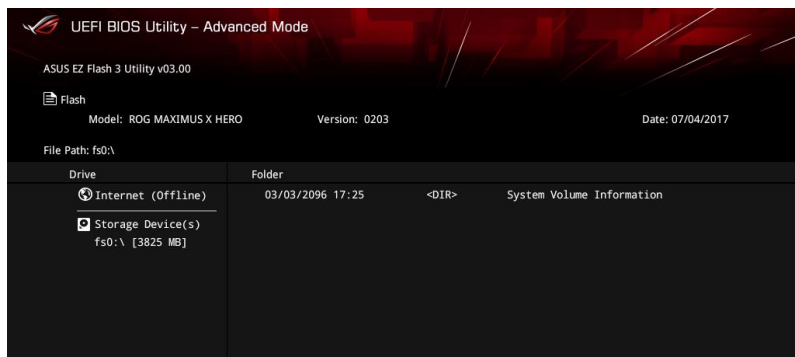 UEFI BIOS Utility – Advanced Mode
ASUS EZ Flash 3 Utility v03.00
Flash
Model: ROG MAXIMUS X HERO Version: 0203 Date: 07/04/2017
File Path: fs0:\
Drive Folder
Internet (Offline) 03/03/2096 17:25 <DIR> System Volume Information
Storage Device(s)
fs0:\ [3825 MB]